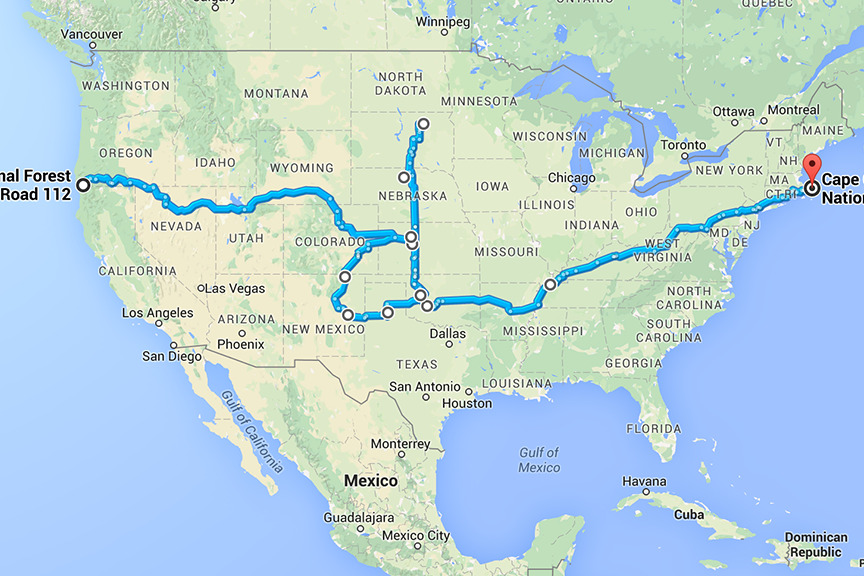 QUEBEC
Calgary
Winnipeg
Vancouver
WASHINGTON
NORTH
DAKOTA
MONTANA
MINNESOTA
Ottawa
Montreal
MAINE
VT
NH
WISCONSIN
MICHIGAN
Toronto
NEW YORK
MA
CT RI
OREGON
IDAHO
WYOMING
nal Forest
Road 112
Cape
Nation
Chicago
IOWA
NEBRASKA
ILLINOIS
INDIANA
OHIO
NJ
MD
DE
NEVADA
UTAH
COLORADO
MISSOURI
WEST
VIRGINIA
CALIFORNIA
Las Vegas
Los Angeles
ARIZONA
NEW MEXICO
Phoenix
San Diego
NORTH
CAROLINA
SOUTH
CAROLINA
MISSISSIPPI
Dallas
GEORGIA
TEXAS
LOUISIANA
San Antonio
Houston
Gulf of California
FLORIDA
Monterrey
Gulf of
Mexico
Mexico
Havana
Cuba
Guadalajara
Mexico City
Dominican
Republic